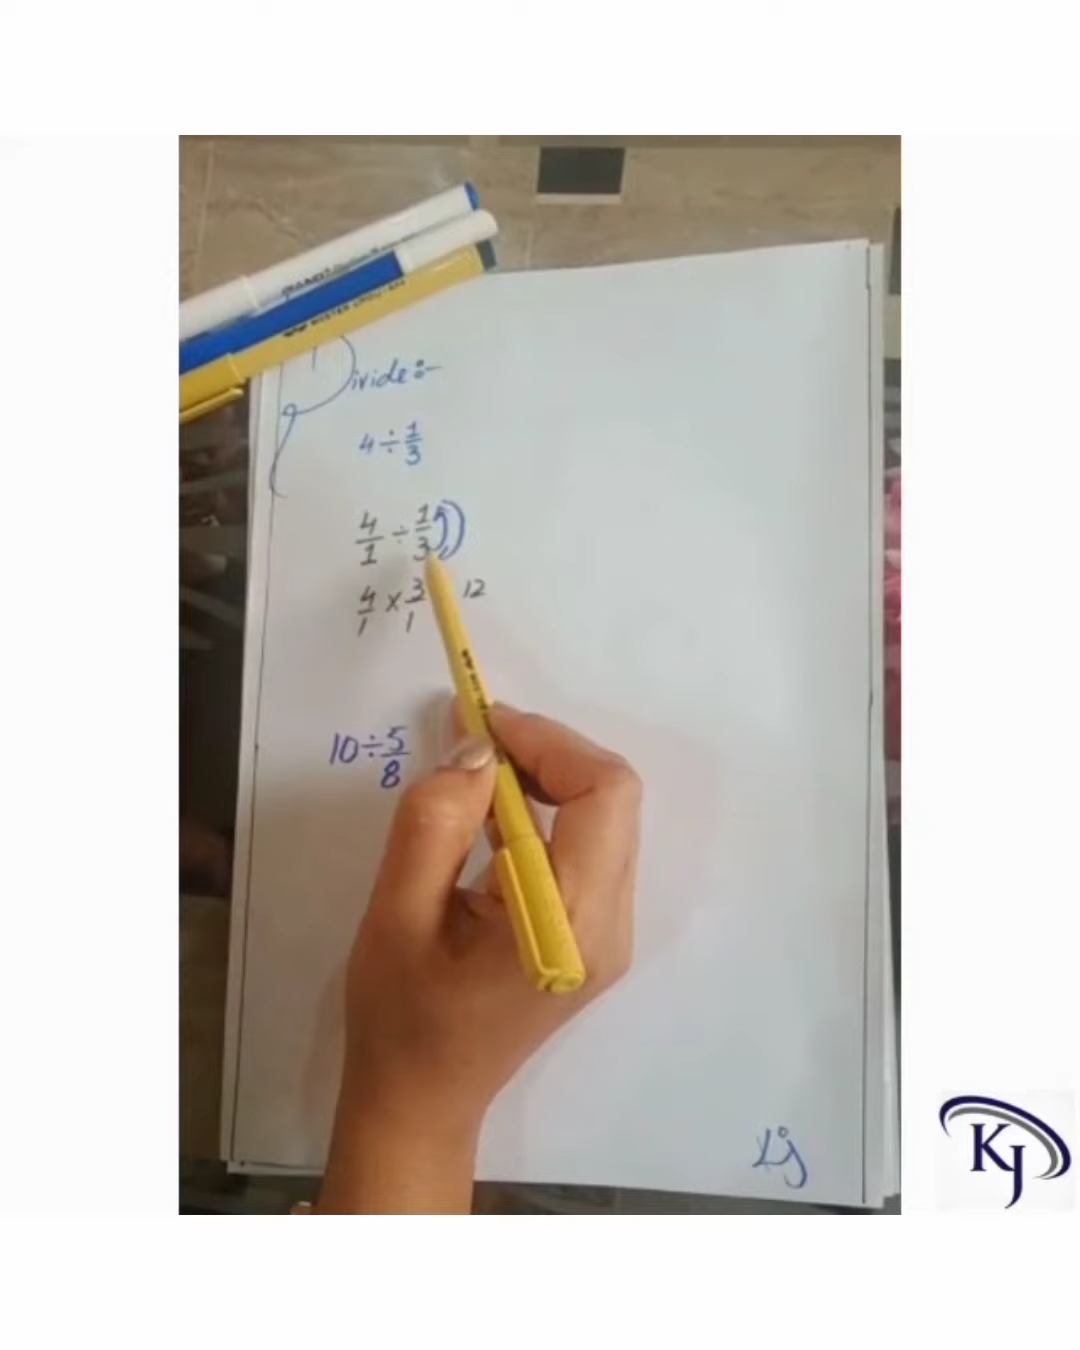 Divide:-
4 ÷ 1/3
4/1 ÷ 1/3
4/1 × 3/1 12
10 ÷ 5/8
KJ